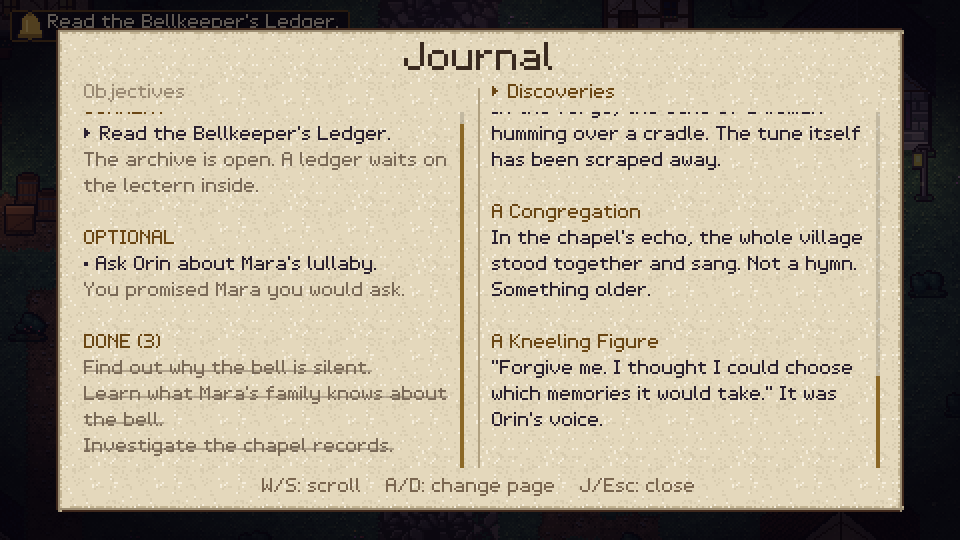 Read the Bellkeeper's Ledger.
Journal
Objectives
▸ Read the Bellkeeper's Ledger.
The archive is open. A ledger waits on
the lectern inside.
OPTIONAL
• Ask Orin about Mara's lullaby.
You promised Mara you would ask.
DONE (3)
Find out why the bell is silent.
Learn what Mara's family knows about
the bell.
Investigate the chapel records.
▸ Discoveries
humming over a cradle. The tune itself
has been scraped away.
A Congregation
In the chapel's echo, the whole village
stood together and sang. Not a hymn.
Something older.
A Kneeling Figure
"Forgive me. I thought I could choose
which memories it would take." It was
Orin's voice.
W/S: scroll A/D: change page J/Esc: close